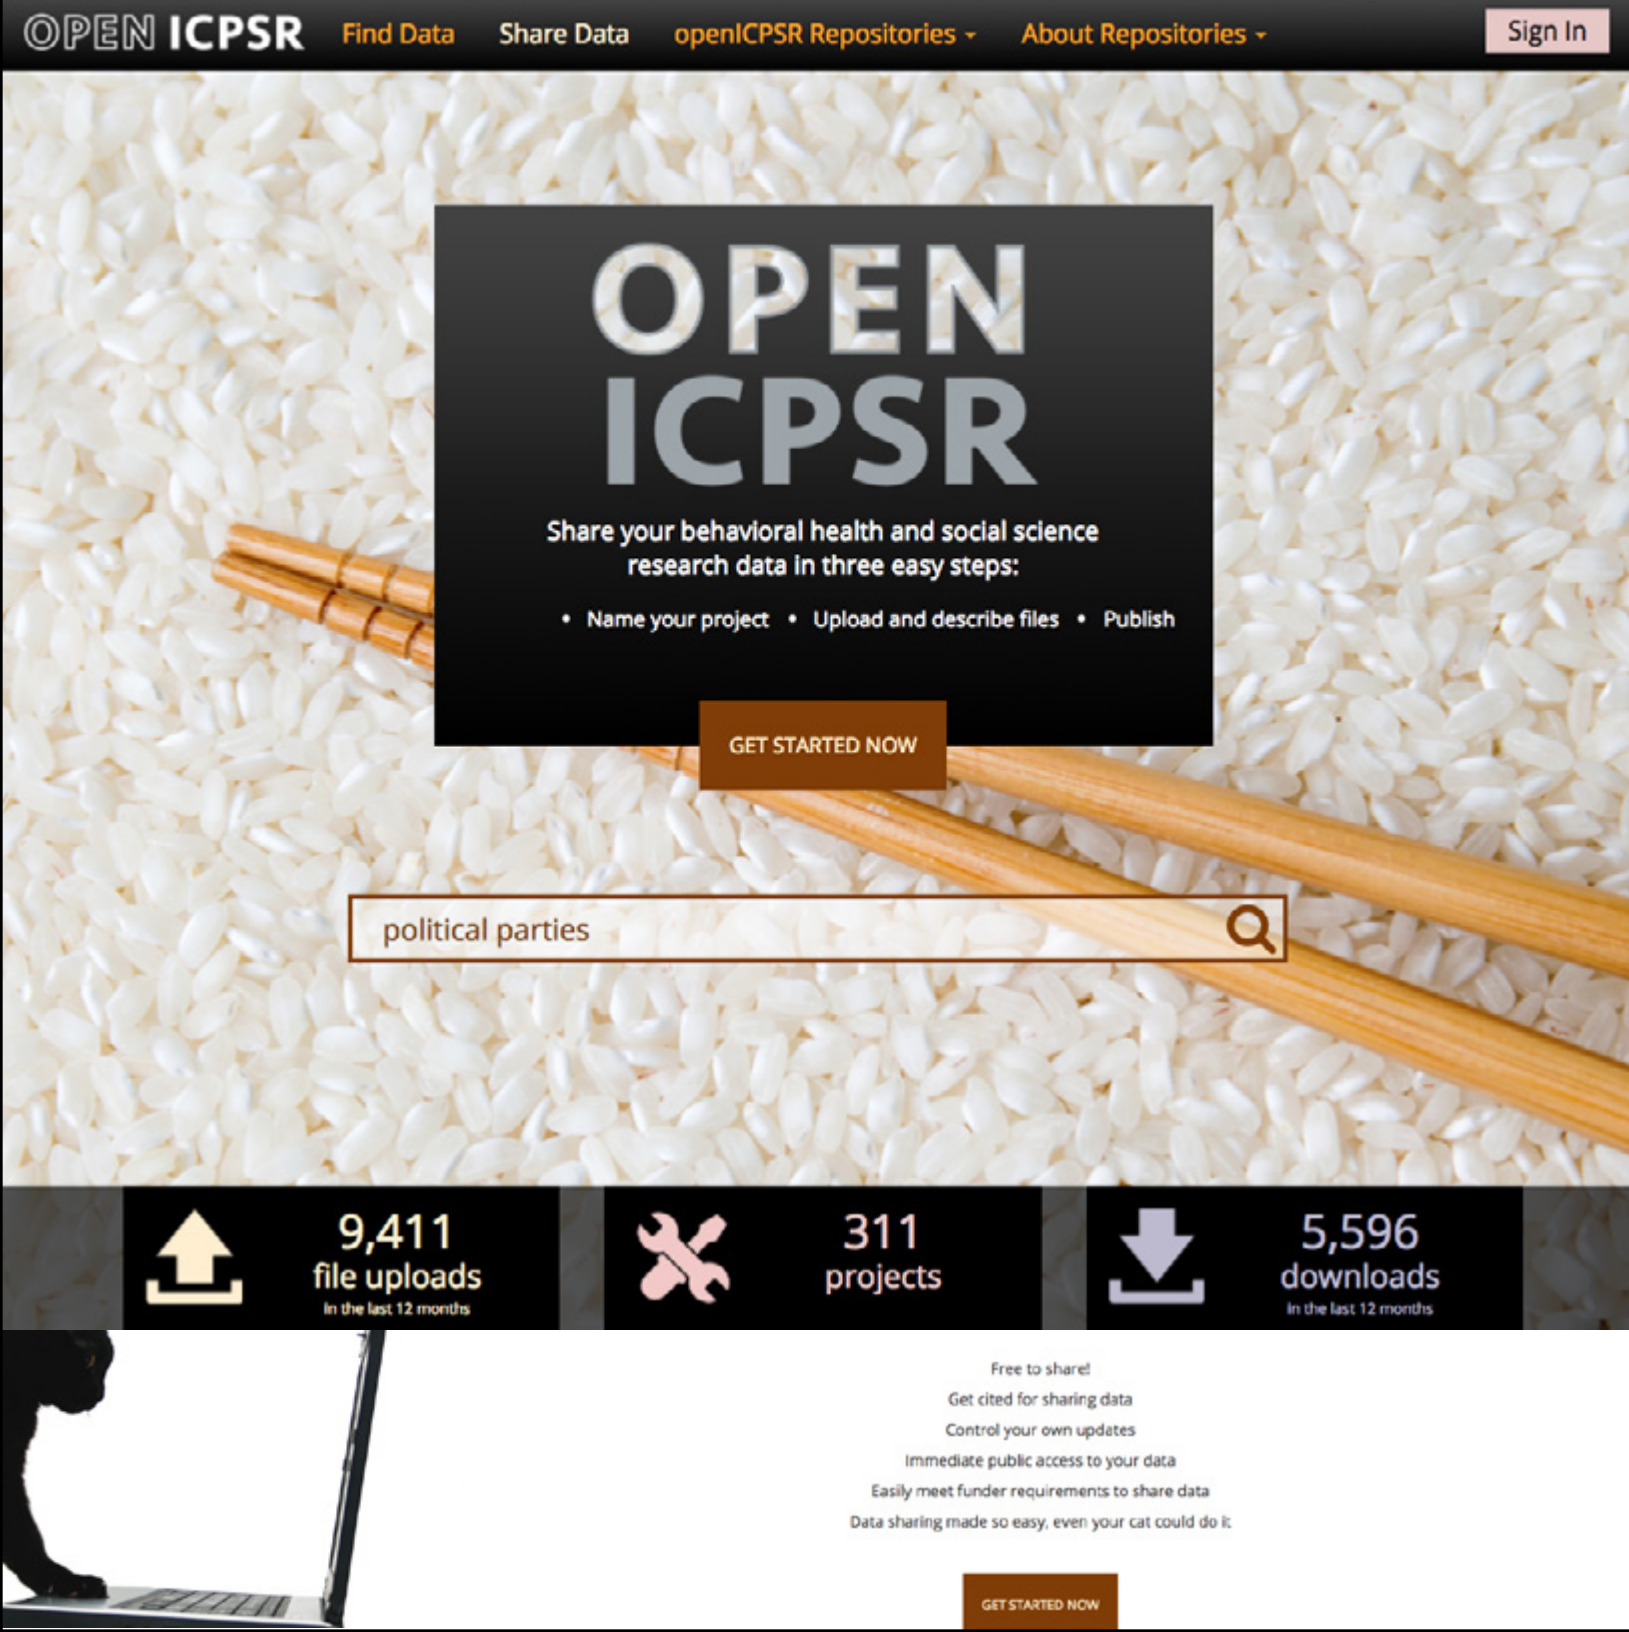 OPEN ICPSR Find Data Share Data openICPSR Repositories About Repositories Sign In
OPEN
ICPSR
Share your behavioral health and social science
research data in three easy steps:
• Name your project • Upload and describe files • Publish
GET STARTED NOW
political parties
9,411
file uploads
in the last 12 months
311
projects
5,596
downloads
in the last 12 months
Free to share!
Get cited for sharing data
Control your own updates
Immediate public access to your data
Easily meet funder requirements to share data
Data sharing made so easy, even your cat could do it
GET STARTED NOW